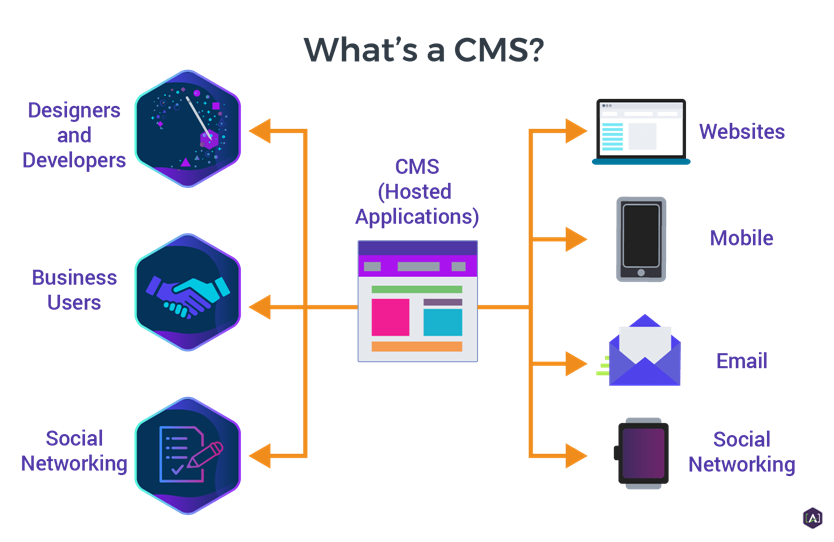 What's a CMS?
Designers
and
Developers
Business
Users
Social
Networking
CMS
(Hosted
Applications)
Websites
Mobile
Email
Social
Networking
[A]